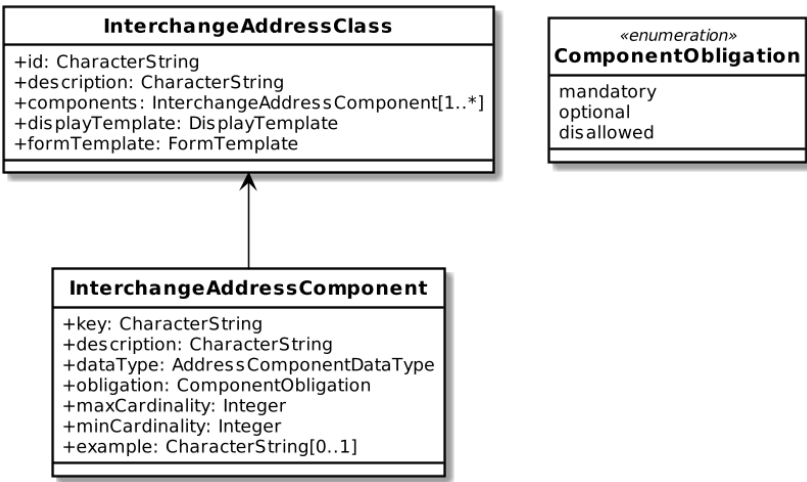 InterchangeAddressClass
+id: CharacterString
+description: CharacterString
+components: InterchangeAddressComponent[1..*]
+displayTemplate: DisplayTemplate
+formTemplate: FormTemplate
«enumeration»
ComponentObligation
mandatory
optional
disallowed
InterchangeAddressComponent
+key: CharacterString
+description: CharacterString
+dataType: AddressComponentDataType
+obligation: ComponentObligation
+maxCardinality: Integer
+minCardinality: Integer
+example: CharacterString[0..1]